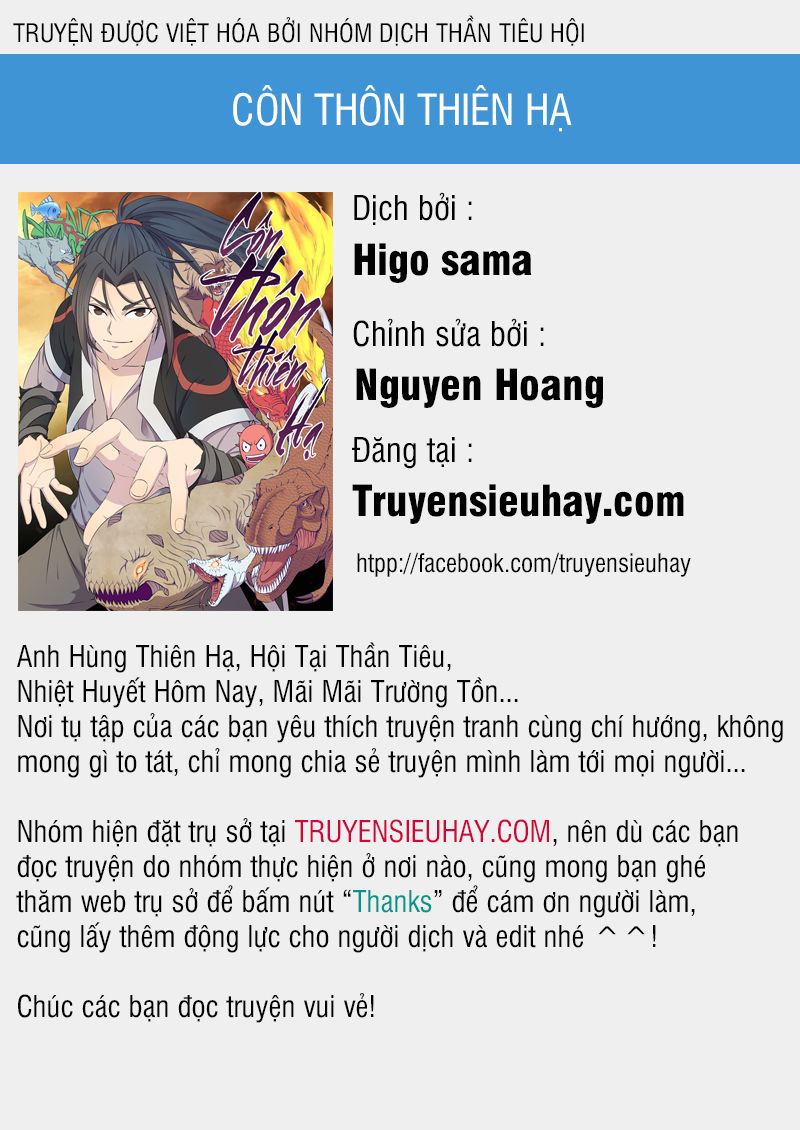 TRUYỆN ĐƯỢC VIỆT HÓA BỞI NHÓM DỊCH THẦN TIÊU HỘI
CÔN THÔN THIÊN HẠ
Côn
thôn
thiên
Hạ
Dịch bởi :
Higo sama
Chỉnh sửa bởi :
Nguyen Hoang
Đăng tại :
Truyensieuhay.com
htpp://facebook.com/truyensieuhay
Anh Hùng Thiên Hạ, Hội Tại Thần Tiêu,
Nhiệt Huyết Hôm Nay, Mãi Mãi Trường Tồn...
Nơi tụ tập của các bạn yêu thích truyện tranh cùng chí hướng, không
mong gì to tát, chỉ mong chia sẻ truyện mình làm tới mọi người...
Nhóm hiện đặt trụ sở tại TRUYENSIEUHAY.COM, nên dù các bạn
đọc truyện do nhóm thực hiện ở nơi nào, cũng mong bạn ghé
thăm web trụ sở để bấm nút “Thanks” để cám ơn người làm,
cũng lấy thêm động lực cho người dịch và edit nhé ^ ^!
Chúc các bạn đọc truyện vui vẻ!